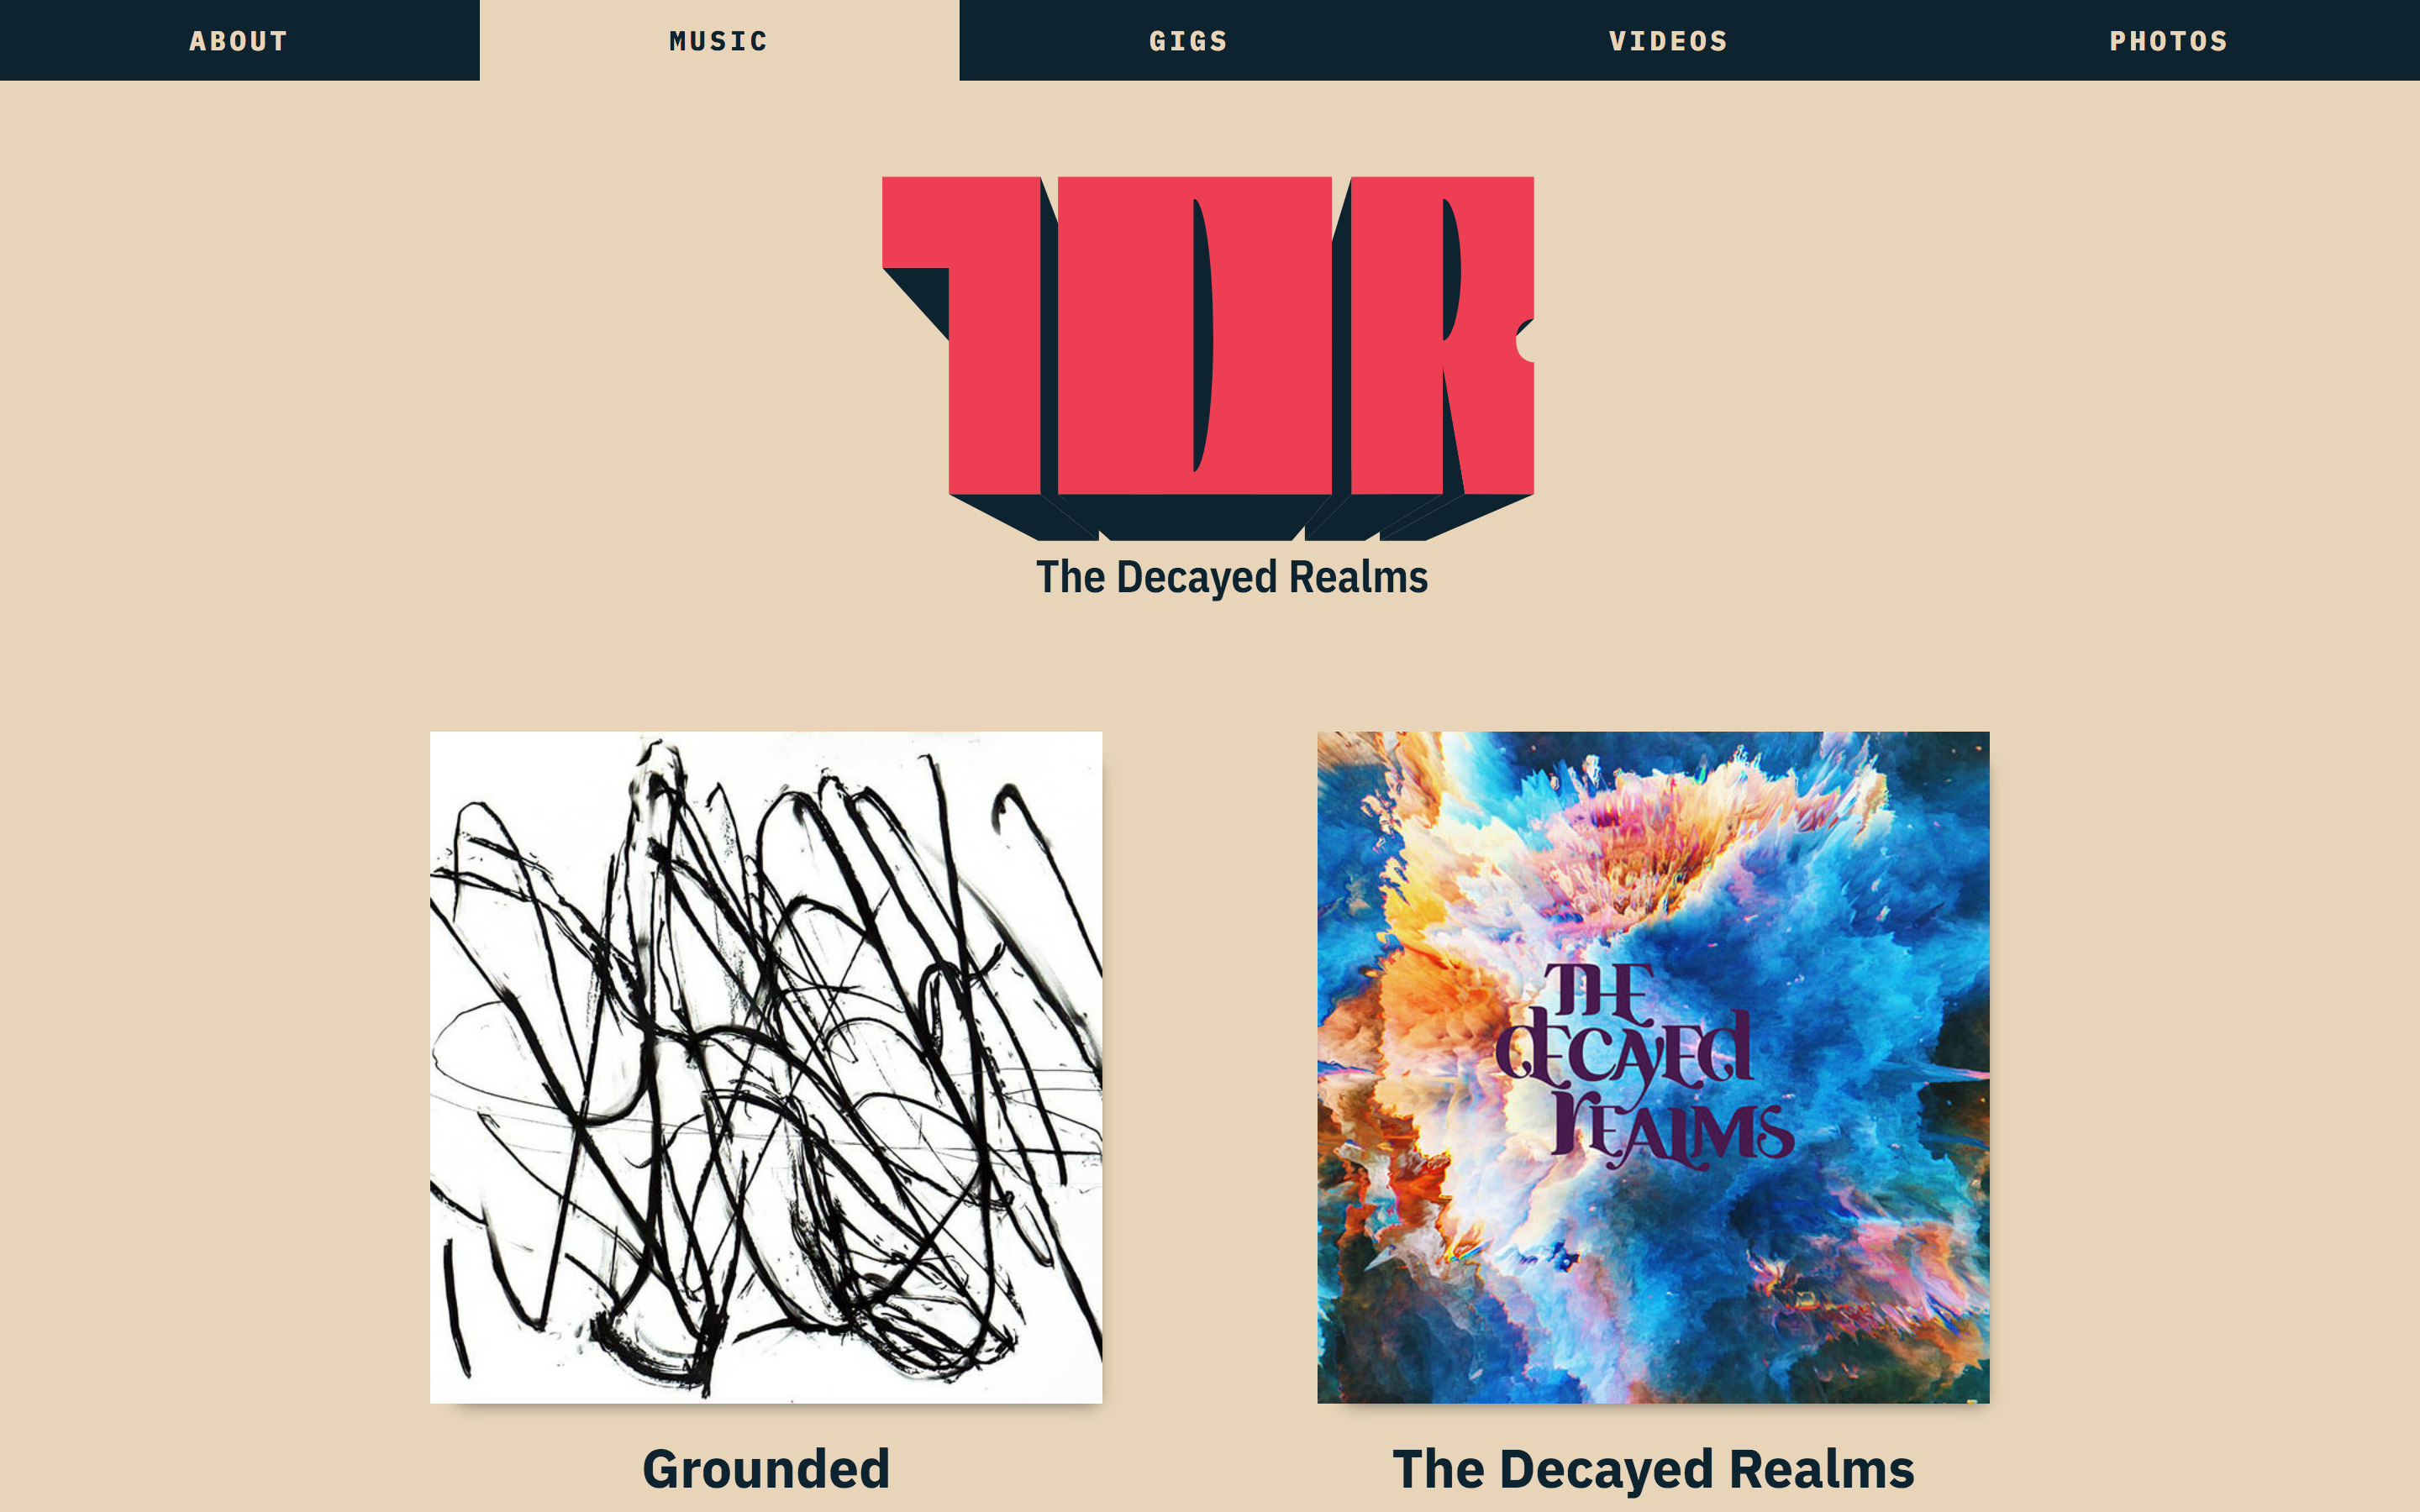 ABOUT
MUSIC
GIGS
VIDEOS
PHOTOS
TDR
The Decayed Realms
THE
dECAyEd
rEALMS
Grounded
The Decayed Realms